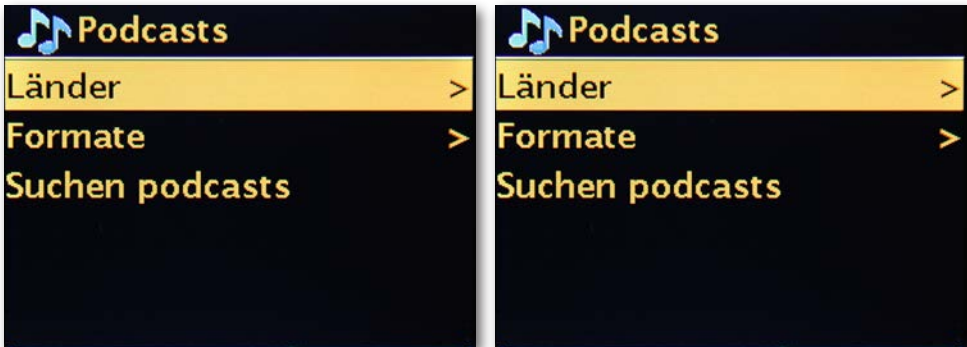 Podcasts
Länder >
Formate >
Suchen podcasts
Podcasts
Länder >
Formate >
Suchen podcasts